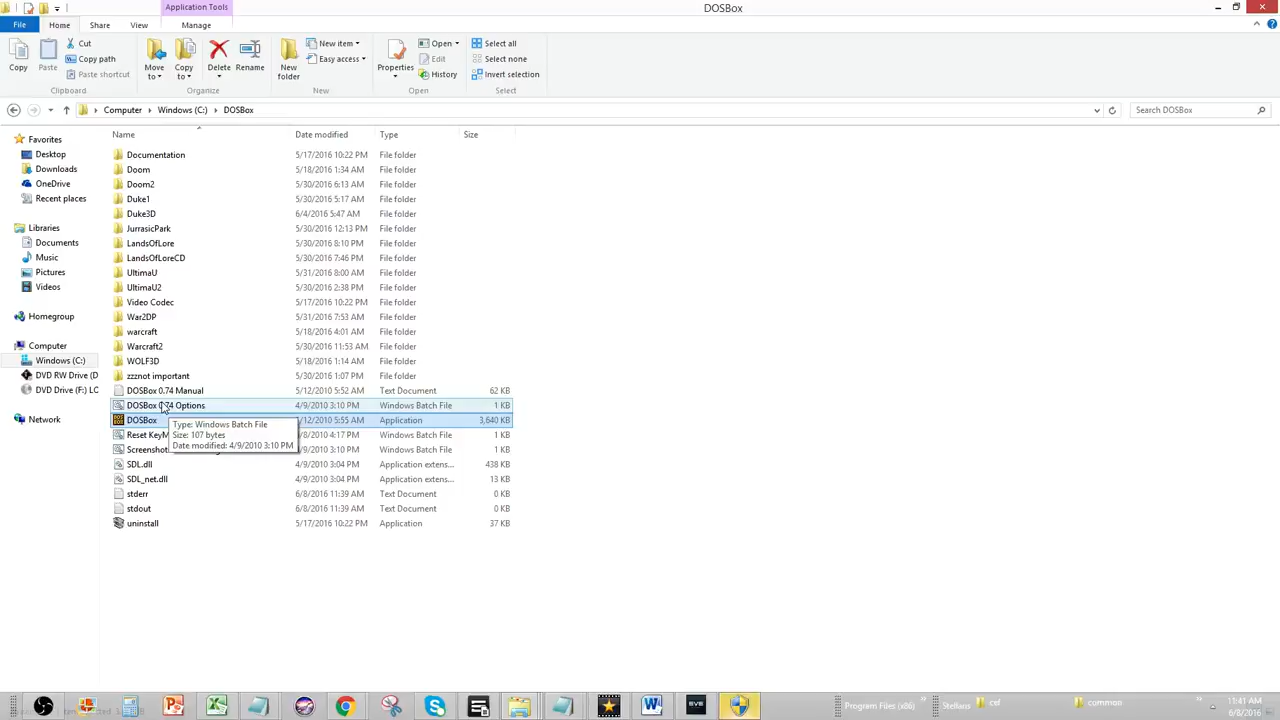 Application Tools
DOSBox
File Home Share View Manage
Copy
Paste
Cut
Copy path
Paste shortcut
Clipboard
Move to
Copy to
Delete
Rename
Organize
New folder
New item
Easy access
New
Properties
Open
Edit
History
Open
Select all
Select none
Invert selection
Select
Computer Windows (C:) DOSBox
Search DOSBox
Favorites
Desktop
Downloads
OneDrive
Recent places
Libraries
Documents
Music
Pictures
Videos
Homegroup
Computer
Windows (C:)
DVD RW Drive (D
DVD Drive (F:) LC
Network
Name Date modified Type Size
Documentation 5/17/2016 10:22 PM File folder
Doom 5/18/2016 1:34 AM File folder
Doom2 5/30/2016 6:13 AM File folder
Duke1 5/30/2016 5:17 AM File folder
Duke3D 6/4/2016 5:47 AM File folder
JurrasicPark 5/30/2016 12:13 PM File folder
LandsOfLore 5/30/2016 8:10 PM File folder
LandsOfLoreCD 5/30/2016 7:46 PM File folder
UltimaU 5/31/2016 8:00 AM File folder
UltimaU2 5/30/2016 2:38 PM File folder
Video Codec 5/17/2016 10:22 PM File folder
War2DP 5/31/2016 7:53 AM File folder
warcraft 5/18/2016 4:01 AM File folder
Warcraft2 5/30/2016 11:53 AM File folder
WOLF3D 5/18/2016 1:14 AM File folder
zzznot important 5/30/2016 1:07 PM File folder
DOSBox 0.74 Manual 5/12/2010 5:52 AM Text Document 62 KB
DOSBox 0.74 Options 4/9/2010 3:10 PM Windows Batch File 1 KB
DOSBox /12/2010 5:55 AM Application 3,640 KB
Reset KeyM /8/2010 4:17 PM Windows Batch File 1 KB
Screenshot /9/2010 3:10 PM Windows Batch File 1 KB
SDL.dll 4/9/2010 3:04 PM Application extens... 438 KB
SDL_net.dll 4/9/2010 3:04 PM Application extens... 13 KB
stderr 6/8/2016 11:39 AM Text Document 0 KB
stdout 6/8/2016 11:39 AM Text Document 0 KB
uninstall 5/17/2016 10:22 PM Application 37 KB
Type: Windows Batch File
Size: 107 bytes
Date modified: 4/9/2010 3:10 PM
EVE
Program Files (x86)
Stellaus
csf
common
11:41 AM
6/8/2016